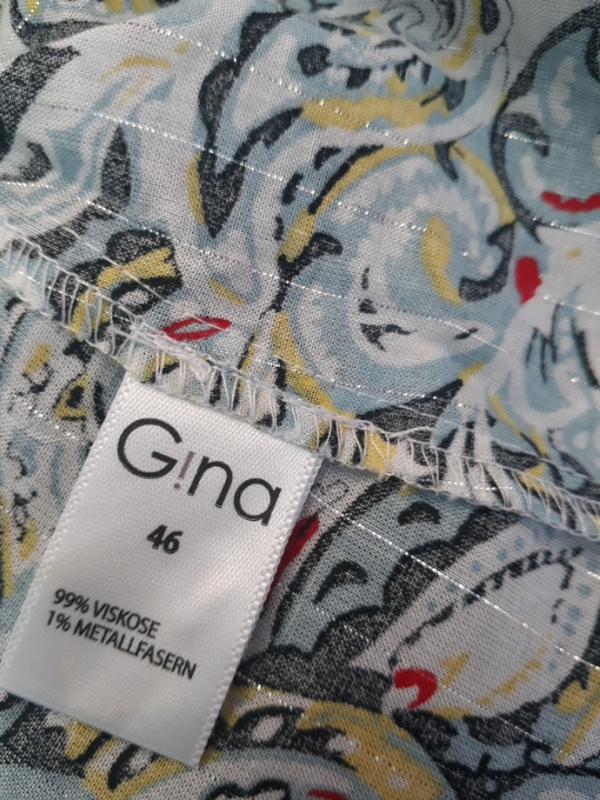 G!na
46
99% VISKOSE
1% METALLFASERN